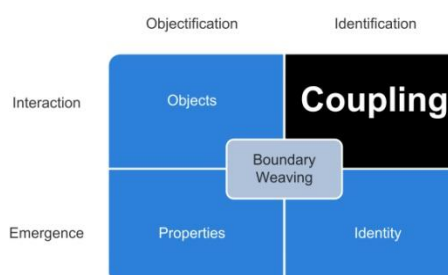 Objectification Identification
Interaction Objects Coupling
Boundary
Weaving
Emergence Properties Identity